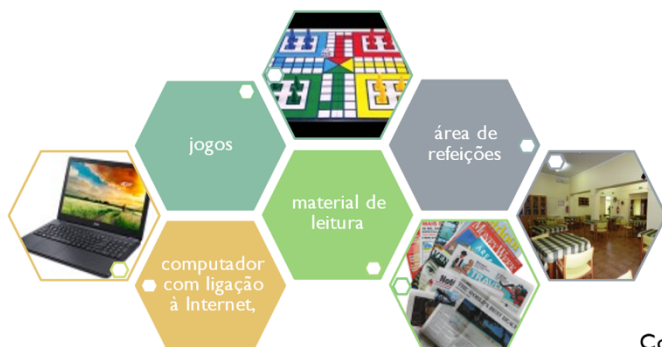 jogos
área de
refeições
material de
leitura
computador
com ligação
à Internet,